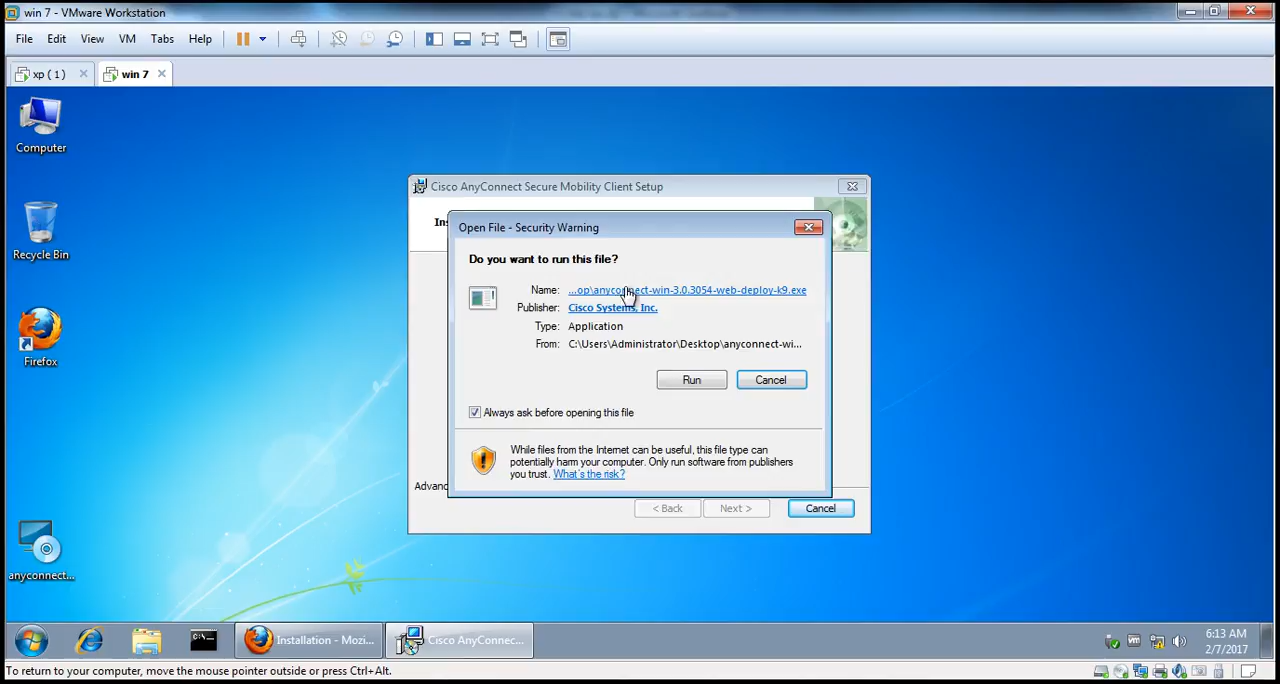 win 7 - VMware Workstation
File Edit View VM Tabs Help
xp ( 1 ) win 7
Computer
Recycle Bin
Firefox
anyconnect...
Cisco AnyConnect Secure Mobility Client Setup
Ins
Open File - Security Warning
Do you want to run this file?
Name: ...op\anyconnect-win-3.0.3054-web-deploy-k9.exe
Publisher: Cisco Systems, Inc.
Type: Application
From: C:\Users\Administrator\Desktop\anyconnect-wi...
Run Cancel
Always ask before opening this file
While files from the Internet can be useful, this file type can
potentially harm your computer. Only run software from publishers
you trust. What's the risk?
Advanc
< Back Next > Cancel
Installation - Mozi... Cisco AnyConnec...
6:13 AM
2/7/2017
To return to your computer, move the mouse pointer outside or press Ctrl+Alt.